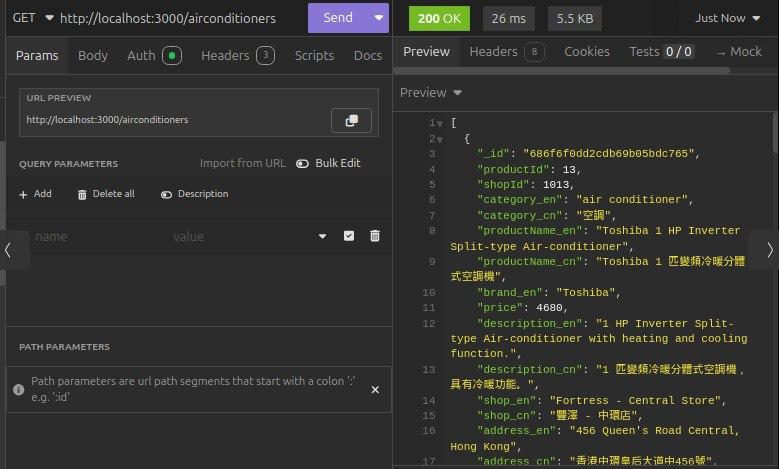 GET http://localhost:3000/airconditioners Send
200 OK 26 ms 5.5 KB Just Now
Params Body Auth Headers 3 Scripts Docs
Preview Headers 8 Cookies Tests 0 / 0 → Mock
URL PREVIEW
http://localhost:3000/airconditioners
QUERY PARAMETERS Import from URL Bulk Edit
+ Add Delete all Description
name value
PATH PARAMETERS
Path parameters are url path segments that start with a colon ':'
e.g. ':id'
Preview
1 [
2 {
3 "_id": "686f6f0dd2cdb69b05bdc765",
4 "productId": 13,
5 "shopId": 1013,
6 "category_en": "air conditioner",
7 "category_cn": "空調",
8 "productName_en": "Toshiba 1 HP Inverter
Split-type Air-conditioner",
9 "productName_cn": "Toshiba 1 匹變頻冷暖分體
式空調機",
10 "brand_en": "Toshiba",
11 "price": 4680,
12 "description_en": "1 HP Inverter Split-
type Air-conditioner with heating and cooling
function.",
13 "description_cn": "1 匹變頻冷暖分體式空調機，
具有冷暖功能。",
14 "shop_en": "Fortress - Central Store",
15 "shop_cn": "豐澤 - 中環店",
16 "address_en": "456 Queen's Road Central,
Hong Kong",
17 "address_cn": "香港中環皇后大道中456號",